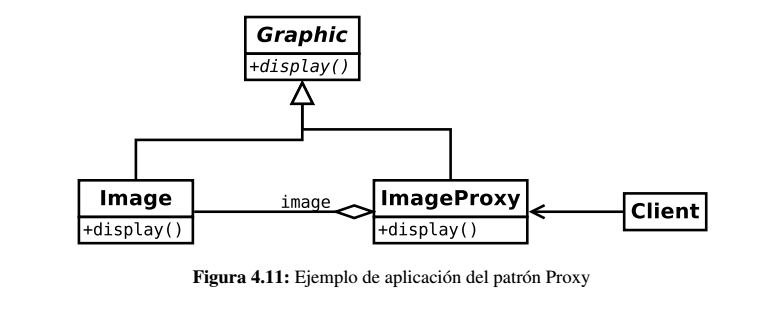 Graphic
+display()
Image
+display()
image
ImageProxy
+display()
Client
Figura 4.11: Ejemplo de aplicación del patrón Proxy